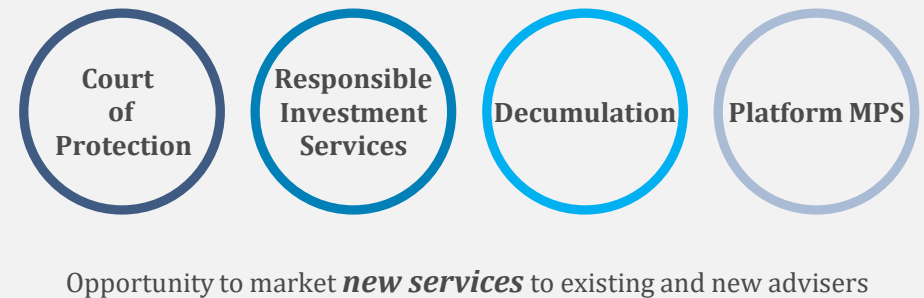 Court
of
Protection
Responsible
Investment
Services
Decumulation
Platform MPS
Opportunity to market new services to existing and new advisers